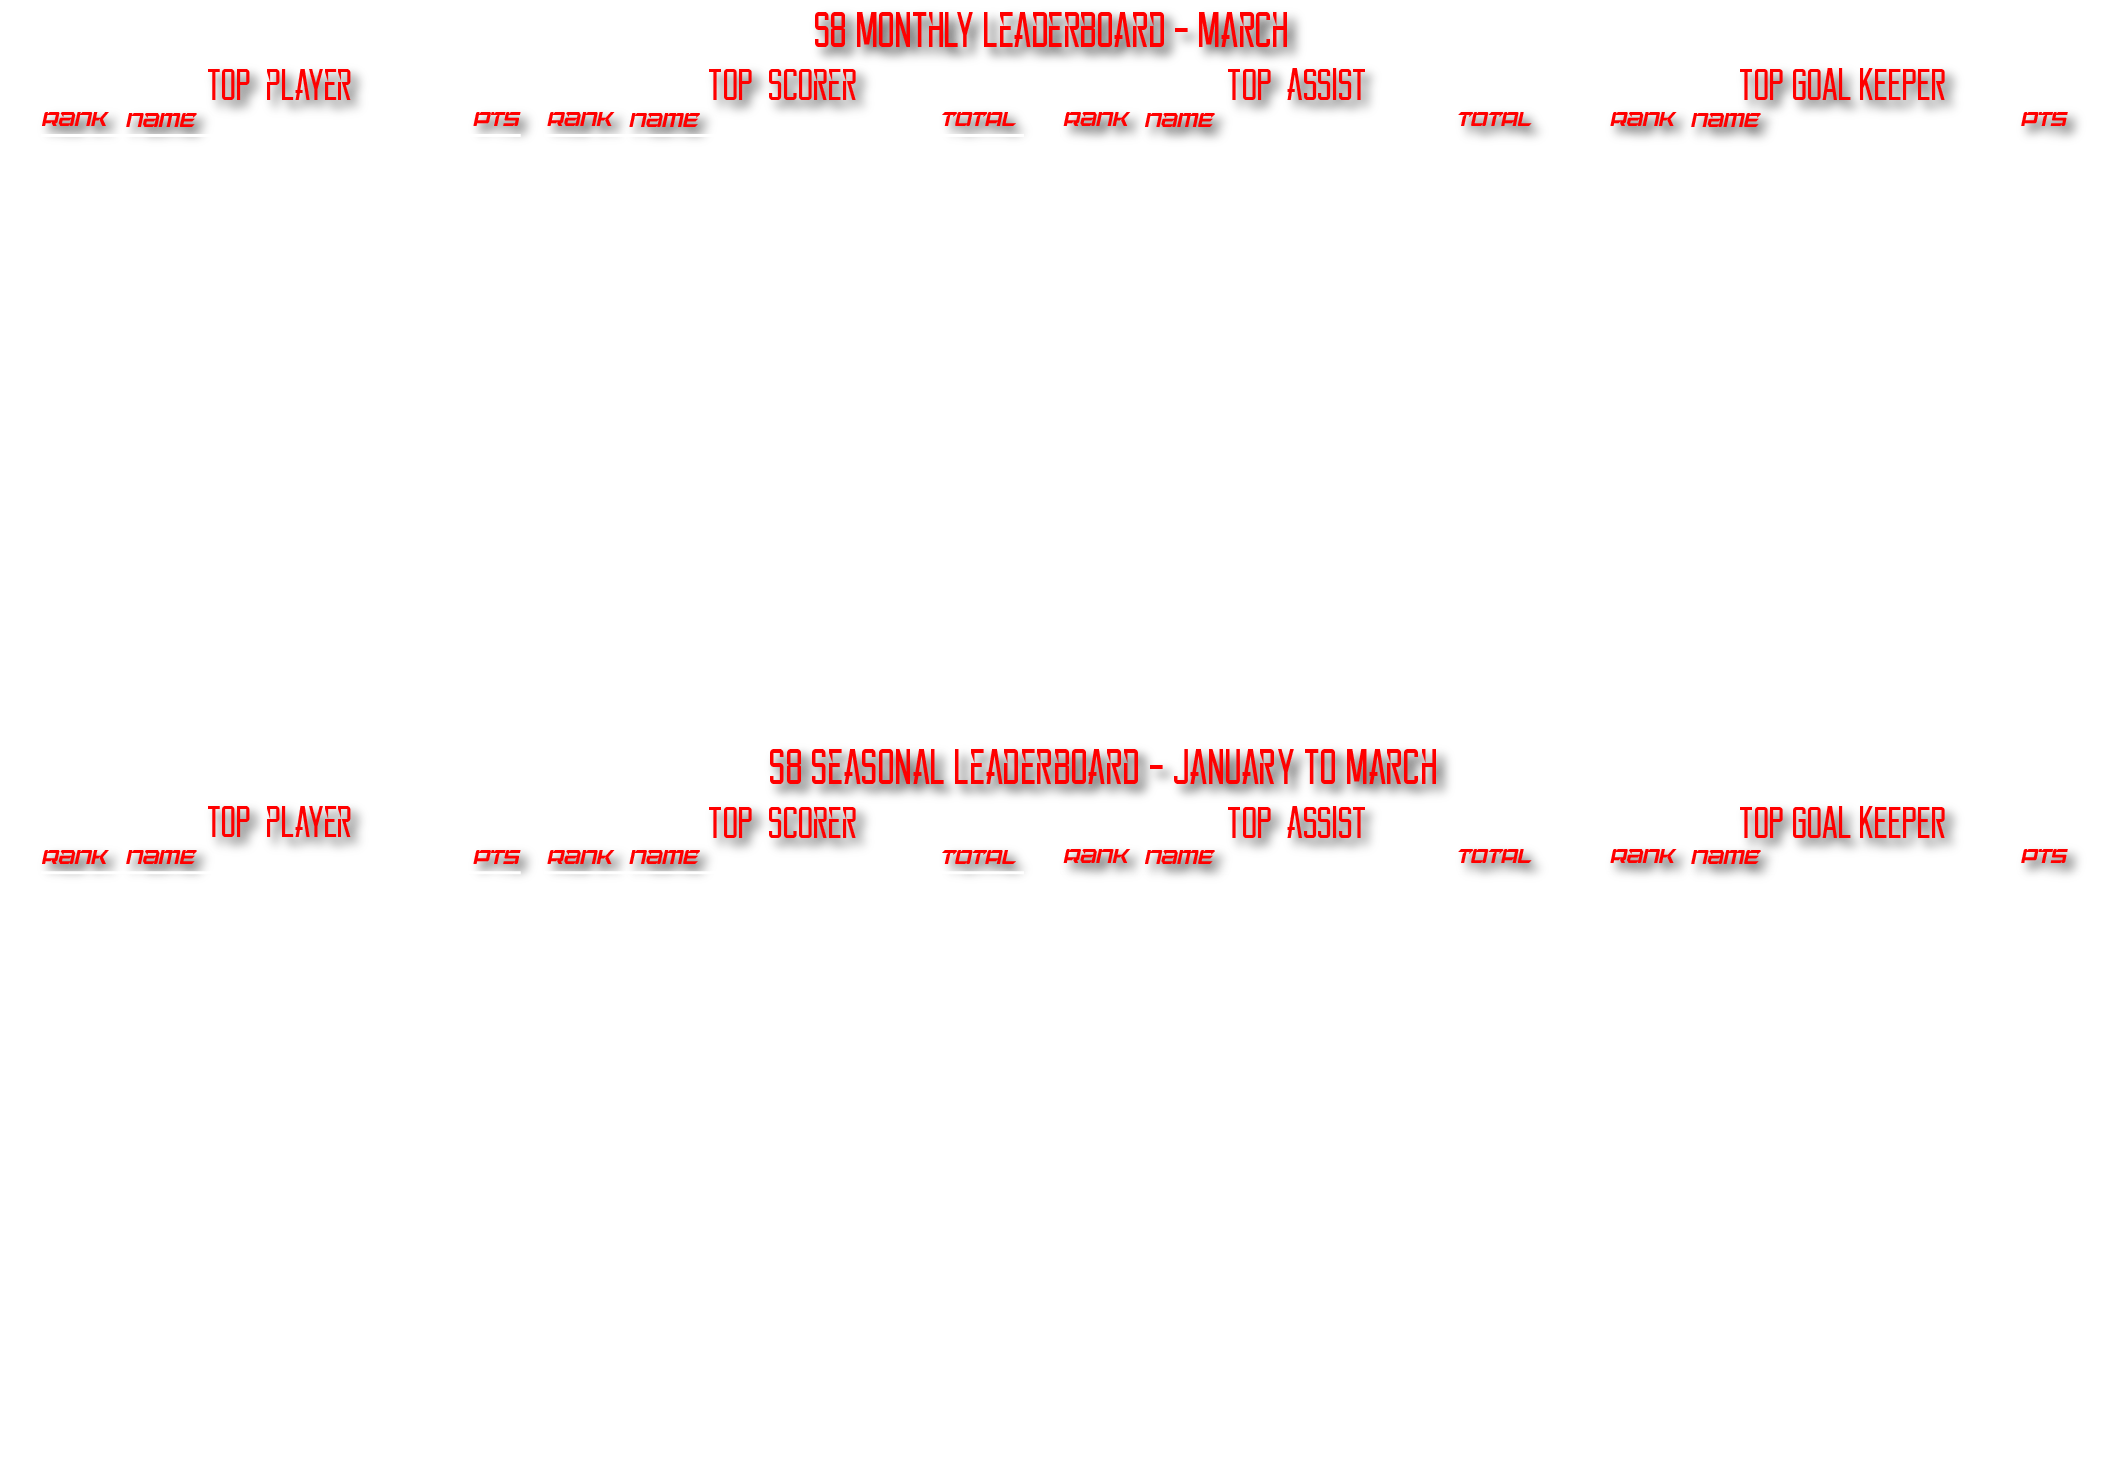 S8 MONTHLY LEADERBOARD - MARCH
TOP PLAYER TOP SCORER TOP ASSIST TOP GOAL KEEPER
RANK NAME PTS RANK NAME TOTAL RANK NAME TOTAL RANK NAME PTS
S8 SEASONAL LEADERBOARD - JANUARY TO MARCH
TOP PLAYER TOP SCORER TOP ASSIST TOP GOAL KEEPER
RANK NAME PTS RANK NAME TOTAL RANK NAME TOTAL RANK NAME PTS